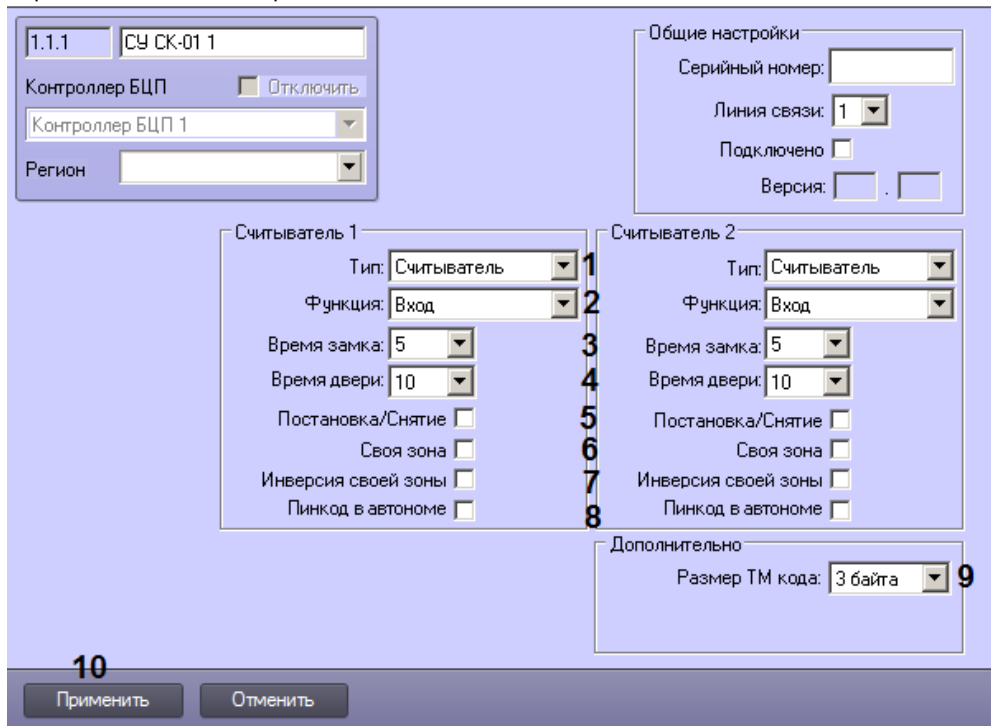 1.1.1 СУ СК-01 1
Контроллер БЦП Отключить
Контроллер БЦП 1
Регион
Общие настройки
Серийный номер:
Линия связи: 1
Подключено
Версия: .
Считыватель 1
Тип: Считыватель 1
Функция: Вход 2
Время замка: 5 3
Время двери: 10 4
Постановка/Снятие 5
Своя зона 6
Инверсия своей зоны 7
Пинкод в автономе 8
Считыватель 2
Тип: Считыватель
Функция: Вход
Время замка: 5
Время двери: 10
Постановка/Снятие
Своя зона
Инверсия своей зоны
Пинкод в автономе
Дополнительно
Размер ТМ кода: 3 байта 9
10
Применить Отменить